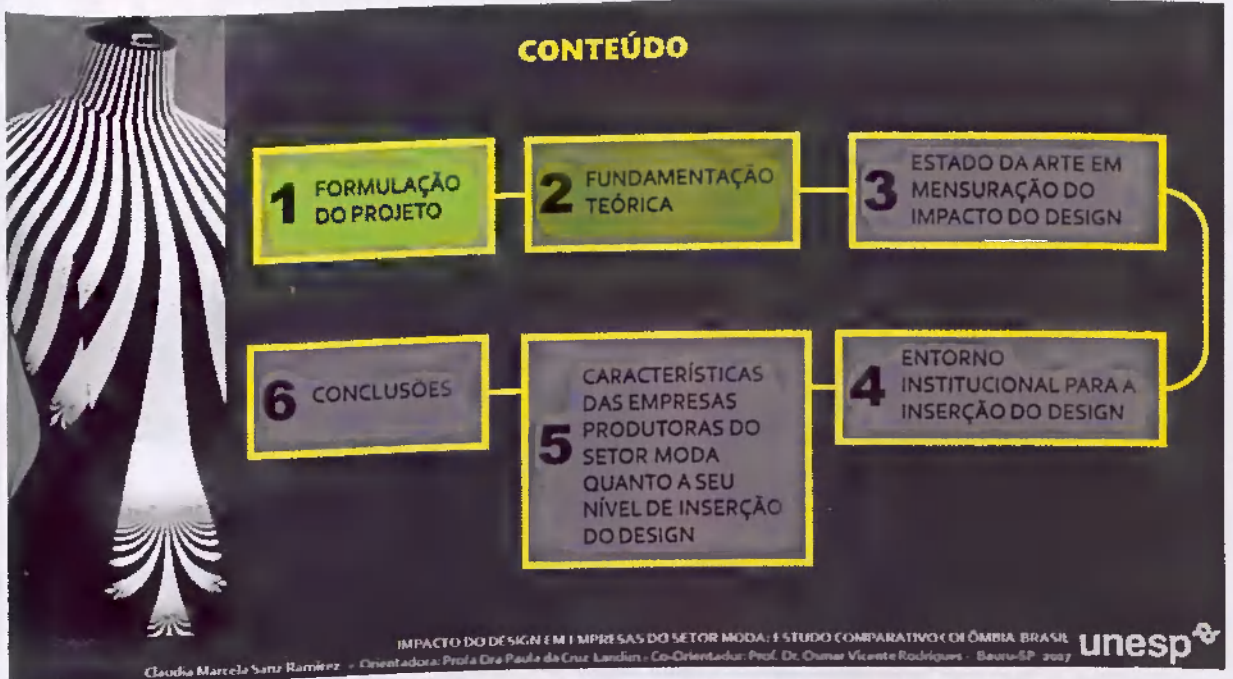 CONTEÚDO
1 FORMULAÇÃO
DO PROJETO
2 FUNDAMENTAÇÃO
TEÓRICA
3 ESTADO DA ARTE EM
MENSURAÇÃO DO
IMPACTO DO DESIGN
4 ENTORNO
INSTITUCIONAL PARA A
INSERÇÃO DO DESIGN
5 CARACTERÍSTICAS
DAS EMPRESAS
PRODUTORAS DO
SETOR MODA
QUANTO A SEU
NÍVEL DE INSERÇÃO
DO DESIGN
6 CONCLUSÕES
IMPACTO DO DESIGN EM EMPRESAS DO SETOR MODA: ESTUDO COMPARATIVO COLÔMBIA BRASIL
unesp
Claudia Marcela Sanz Ramirez - Orientadora: Profa Dra Paula da Cruz Landim - Co-Orientador: Prof. Dr. Osmar Vicente Rodrigues - Bauru-SP 2017